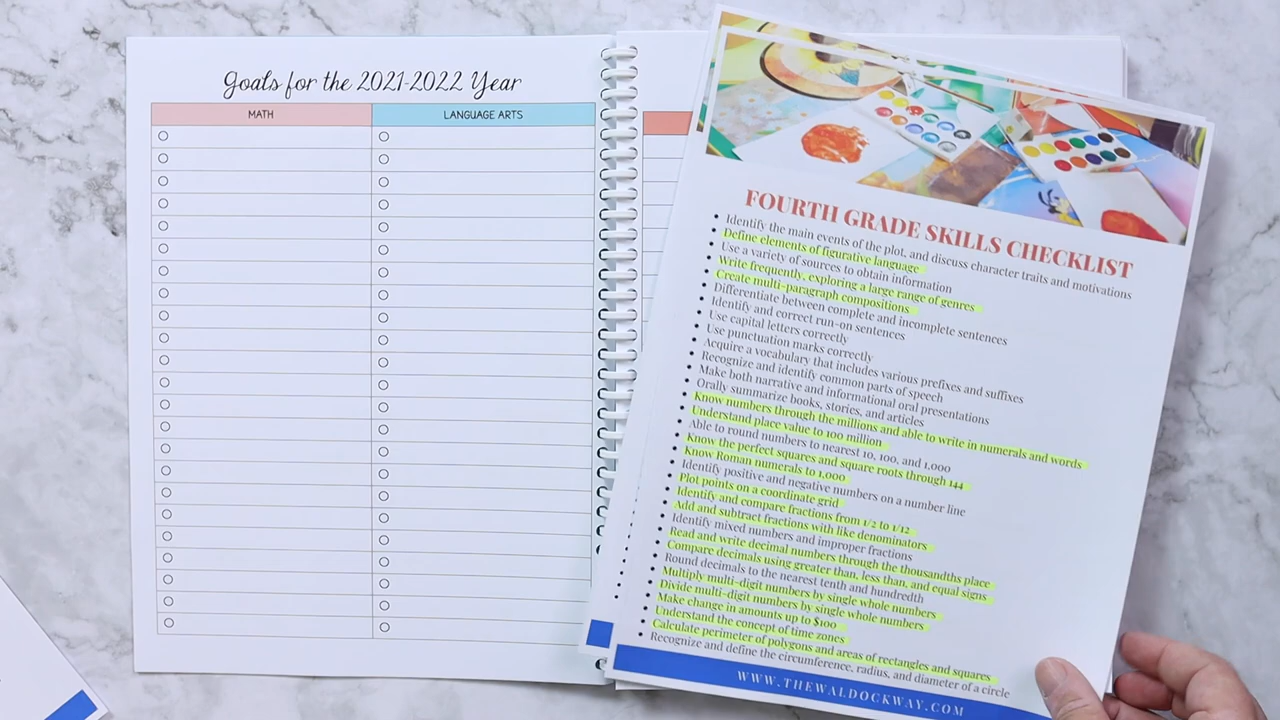 Goals for the 2021-2022 Year
MATH
LANGUAGE ARTS
FOURTH GRADE SKILLS CHECKLIST
Identify the main events of the plot, and discuss character traits and motivations
Define elements of figurative language
Use a variety of sources to obtain information
Write frequently, exploring a large range of genres
Create multi-paragraph compositions
Differentiate between complete and incomplete sentences
Identify and correct run-on sentences
Use capital letters correctly
Use punctuation marks correctly
Acquire a vocabulary that includes various prefixes and suffixes
Recognize and identify common parts of speech
Make both narrative and informational oral presentations
Orally summarize books, stories, and articles
Know numbers through the millions and able to write in numerals and words
Understand place value to 100 million
Able to round numbers to nearest 10, 100, and 1,000
Know the perfect squares and square roots through 144
Know Roman numerals to 1,000
Identify positive and negative numbers on a number line
Plot points on a coordinate grid
Identify and compare fractions from 1/2 to 1/12
Add and subtract fractions with like denominators
Identify mixed numbers and improper fractions
Read and write decimal numbers through the thousandths place
Compare decimals using greater than, less than, and equal signs
Round decimals to the nearest tenth and hundredth
Multiply multi-digit numbers by single whole numbers
Divide multi-digit numbers by single whole numbers
Make change in amounts up to $100
Understand the concept of time zones
Calculate perimeter of polygons and areas of rectangles and squares
Recognize and define the circumference, radius, and diameter of a circle
WWW.THEWALDOCKWAY.COM